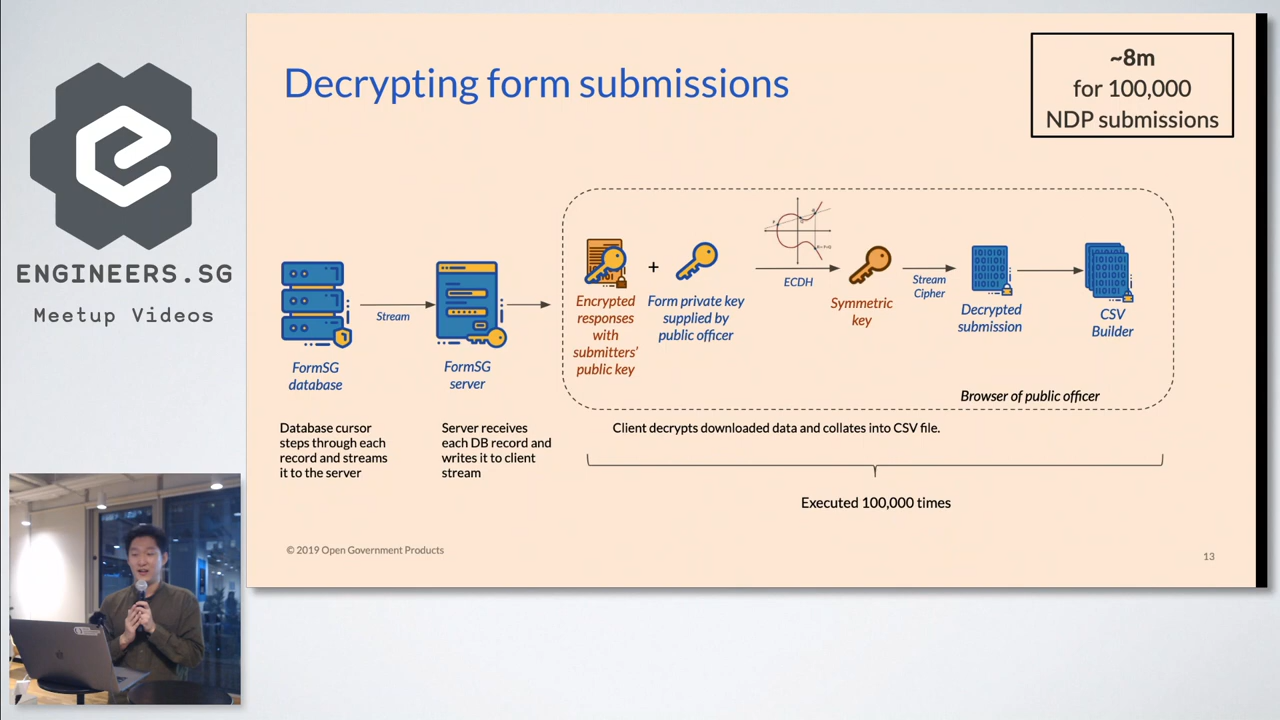 ENGINEERS.SG
Meetup Videos
Decrypting form submissions
~8m
for 100,000
NDP submissions
FormSG
database
Stream
FormSG
server
Encrypted
responses
with
submitters'
public key
+
Form private key
supplied by
public officer
ECDH
Symmetric
key
Stream
Cipher
Decrypted
submission
CSV
Builder
Browser of public officer
Database cursor
steps through each
record and streams
it to the server
Server receives
each DB record and
writes it to client
stream
Client decrypts downloaded data and collates into CSV file.
Executed 100,000 times
© 2019 Open Government Products
13